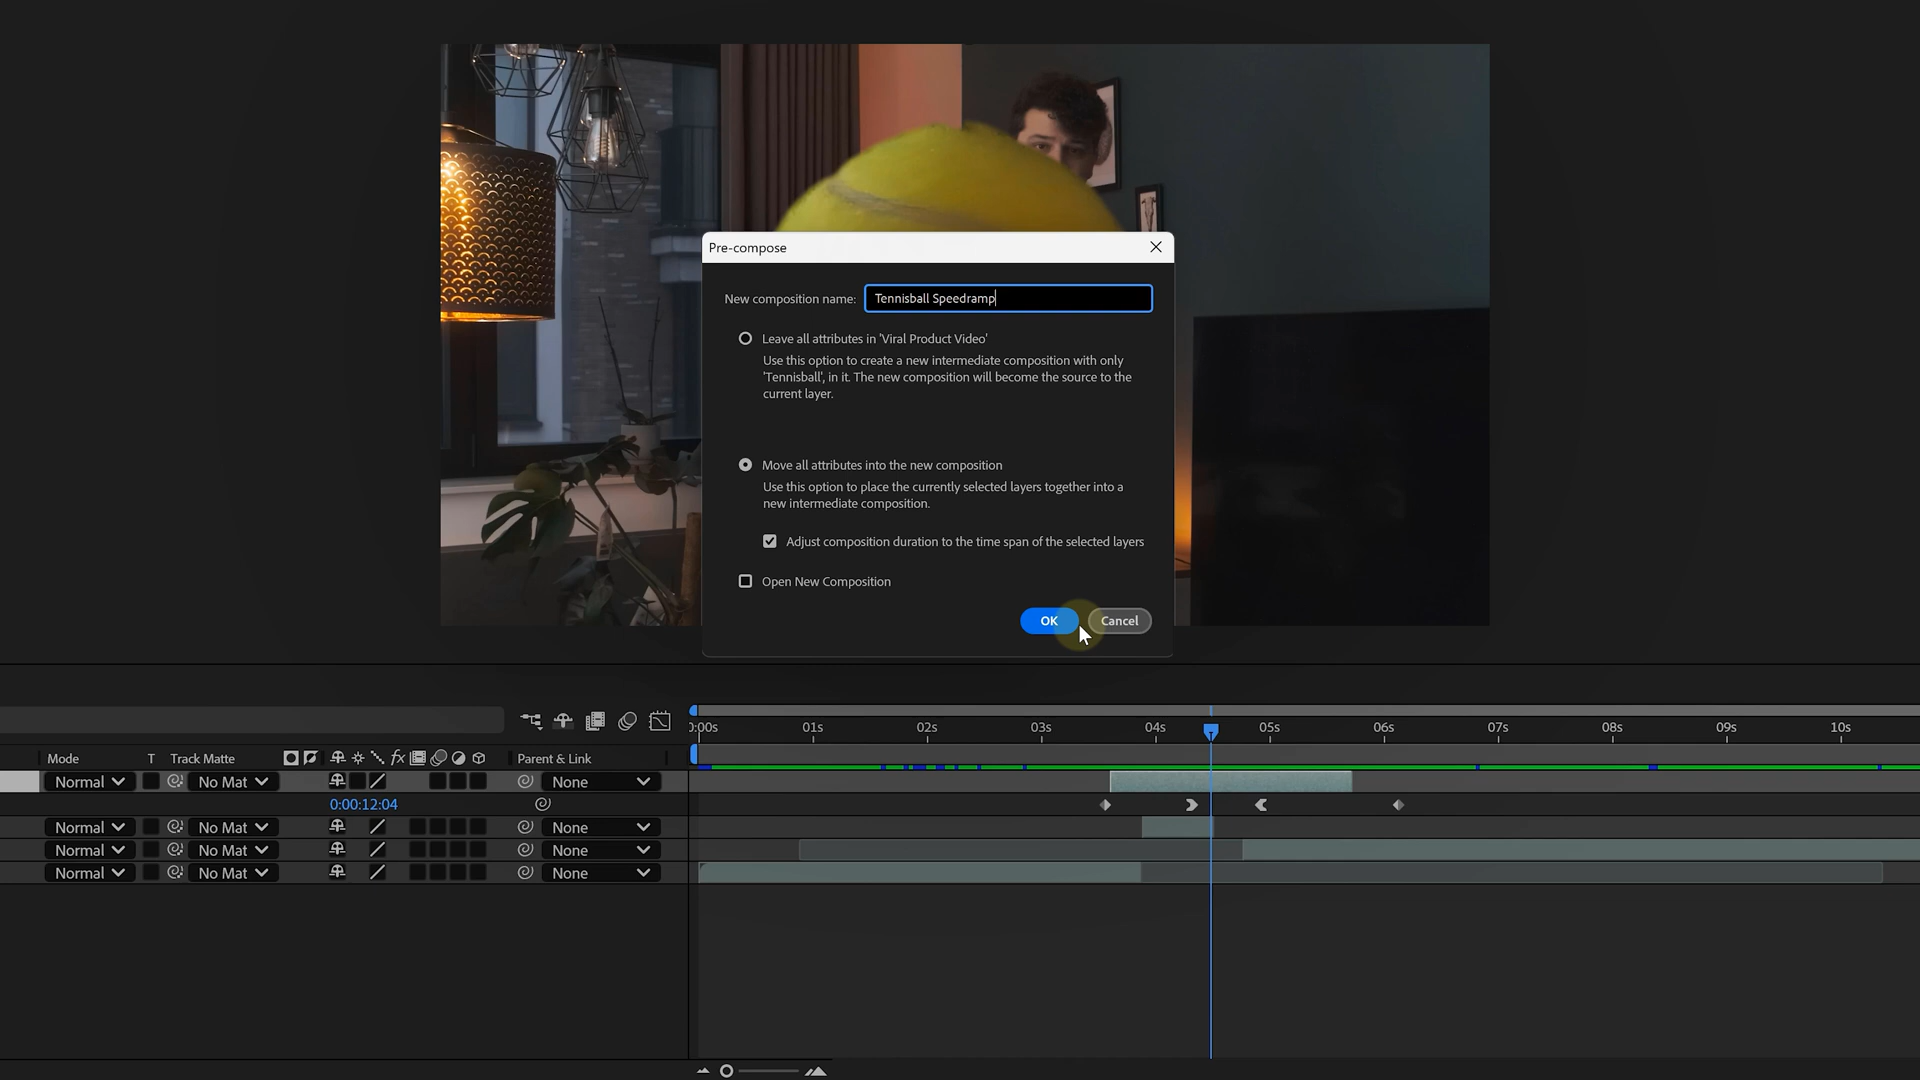 Pre-compose
New composition name: Tennisball Speedramp
Leave all attributes in 'Viral Product Video'
Use this option to create a new intermediate composition with only
'Tennisball', in it. The new composition will become the source to the
current layer.
Move all attributes into the new composition
Use this option to place the currently selected layers together into a
new intermediate composition.
Adjust composition duration to the time span of the selected layers
Open New Composition
OK Cancel
0:00s 01s 02s 03s 04s 05s 06s 07s 08s 09s 10s
Mode T Track Matte fx Parent & Link
Normal No Mat None
0:00:12:04
Normal No Mat None
Normal No Mat None
Normal No Mat None